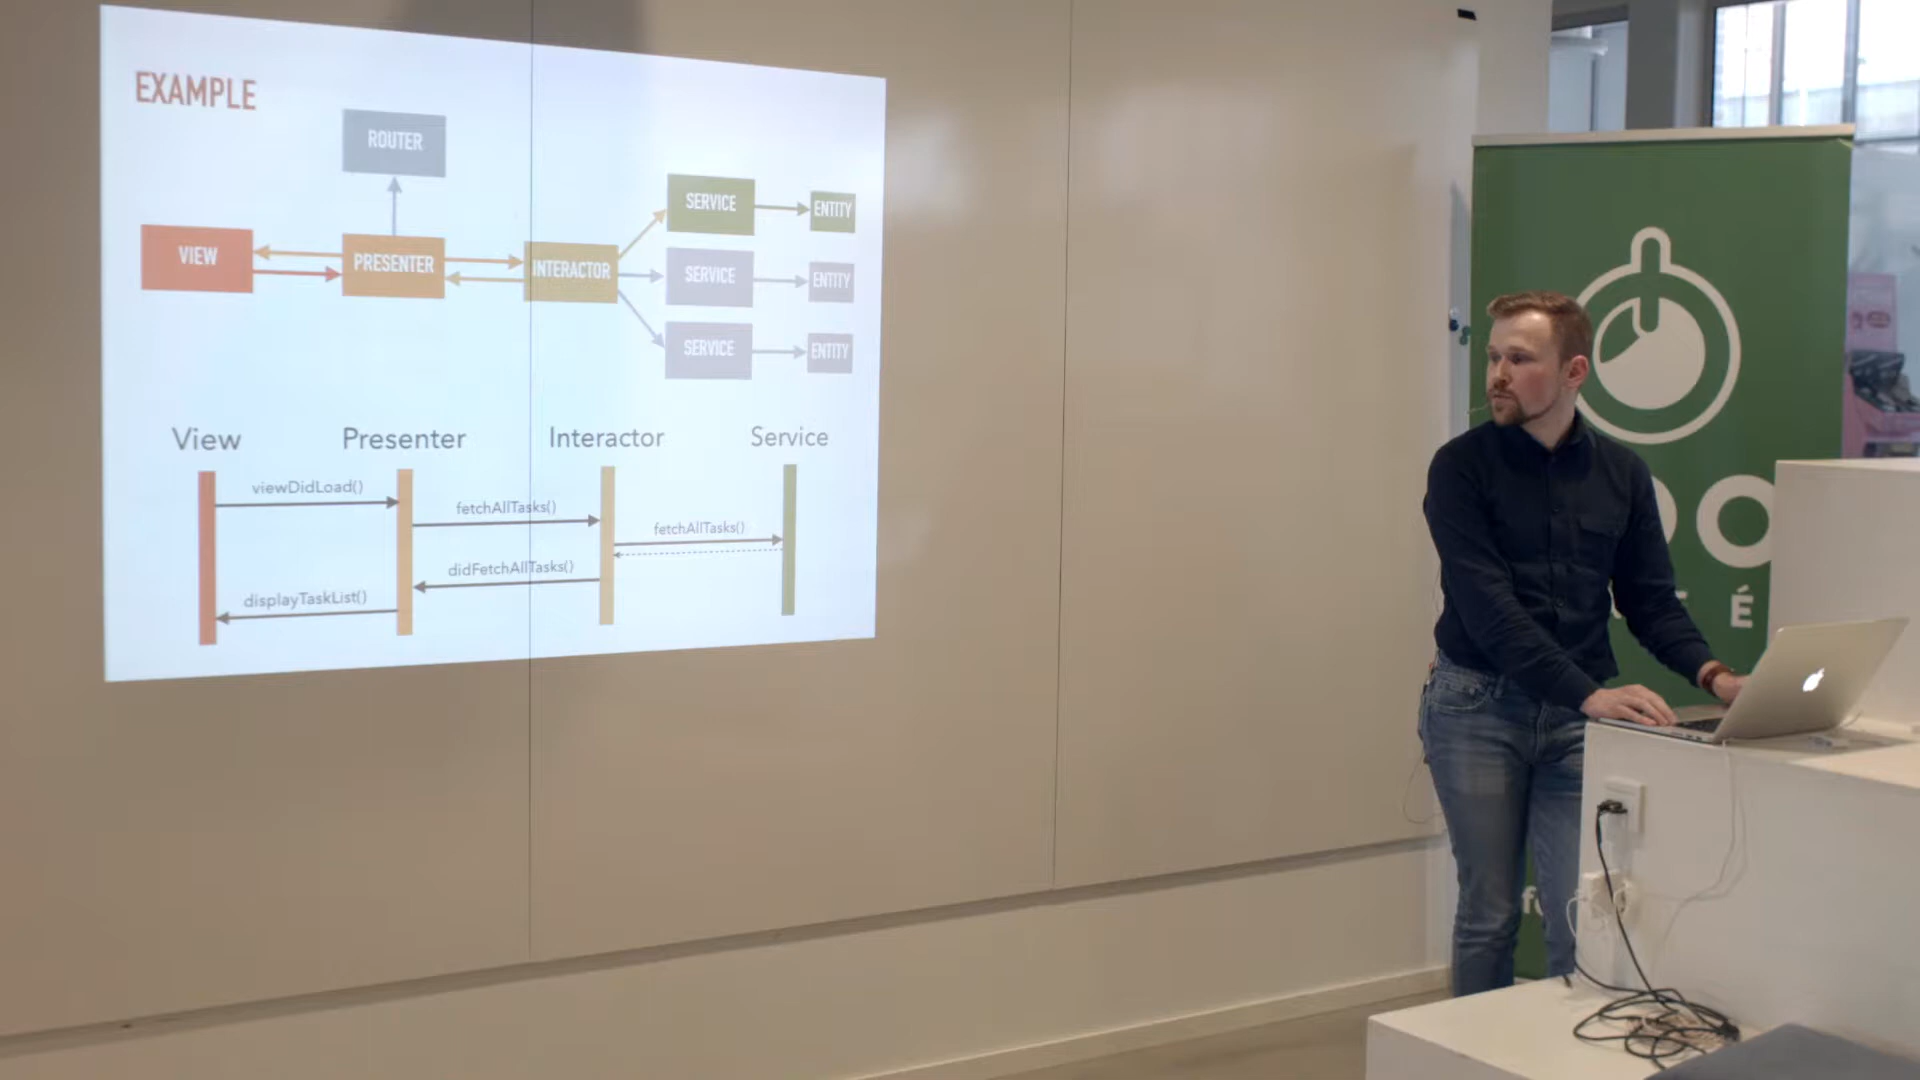 EXAMPLE
ROUTER
SERVICE
ENTITY
VIEW
PRESENTER
INTERACTOR
SERVICE
ENTITY
SERVICE
ENTITY
View
Presenter
Interactor
Service
viewDidLoad()
fetchAllTasks()
fetchAllTasks()
didFetchAllTasks()
displayTaskList()